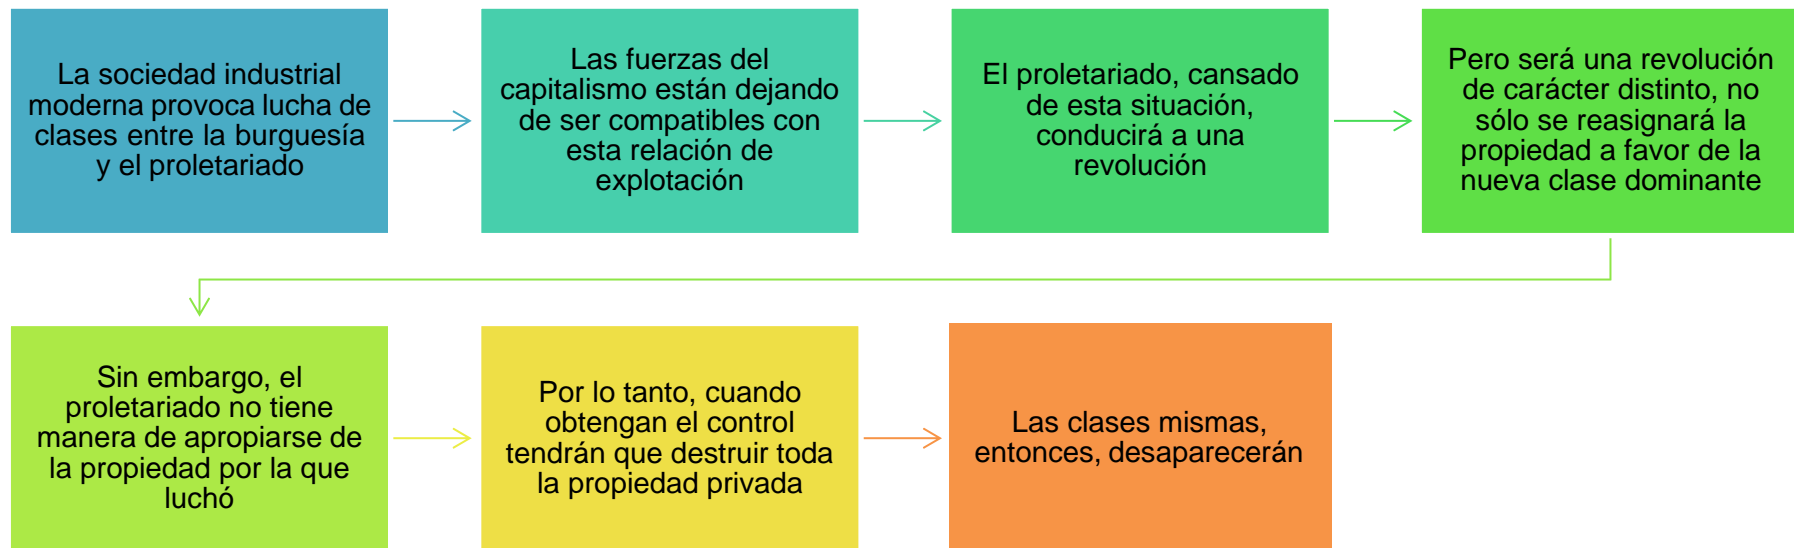 La sociedad industrial
moderna provoca lucha de
clases entre la burguesía
y el proletariado
Las fuerzas del
capitalismo están dejando
de ser compatibles con
esta relación de
explotación
El proletariado, cansado
de esta situación,
conducirá a una
revolución
Pero será una revolución
de carácter distinto, no
sólo se reasignará la
propiedad a favor de la
nueva clase dominante
Sin embargo, el
proletariado no tiene
manera de apropiarse de
la propiedad por la que
luchó
Por lo tanto, cuando
obtengan el control
tendrán que destruir toda
la propiedad privada
Las clases mismas,
entonces, desaparecerán